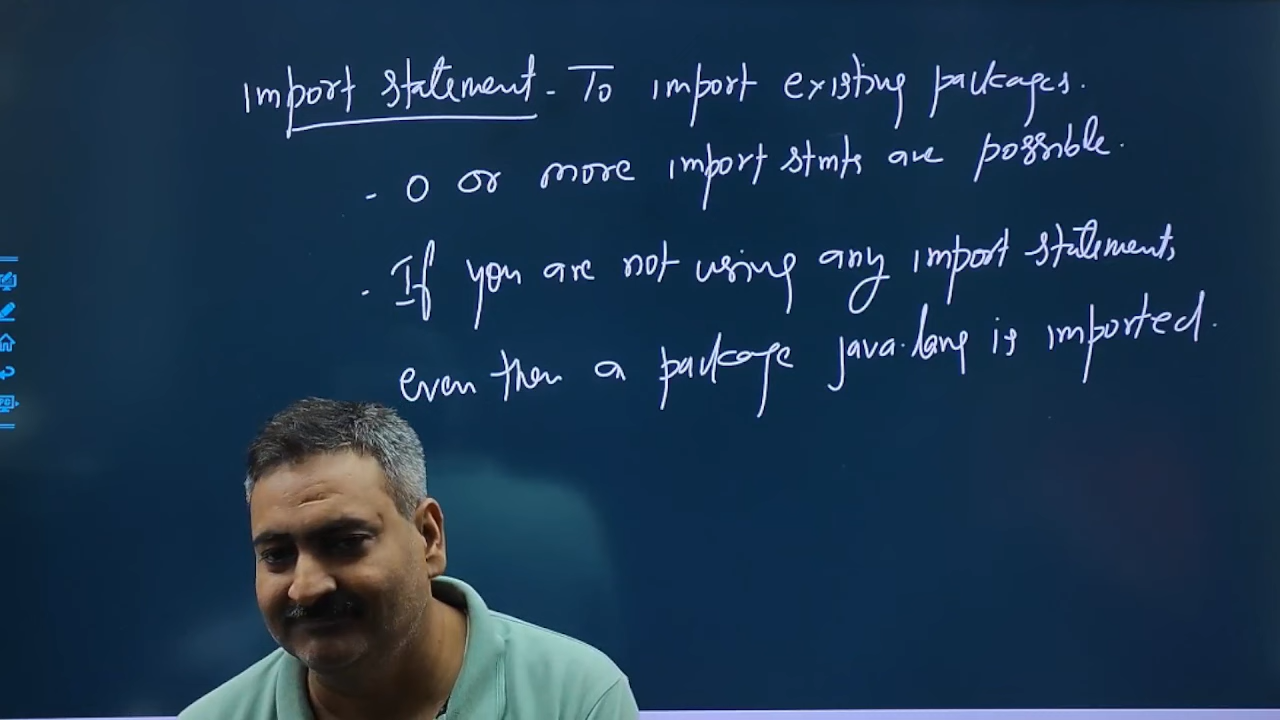 import statement - To import existing packages.
- 0 or more import stmts are possible.
- If you are not using any import statements
even then a package java.lang is imported.